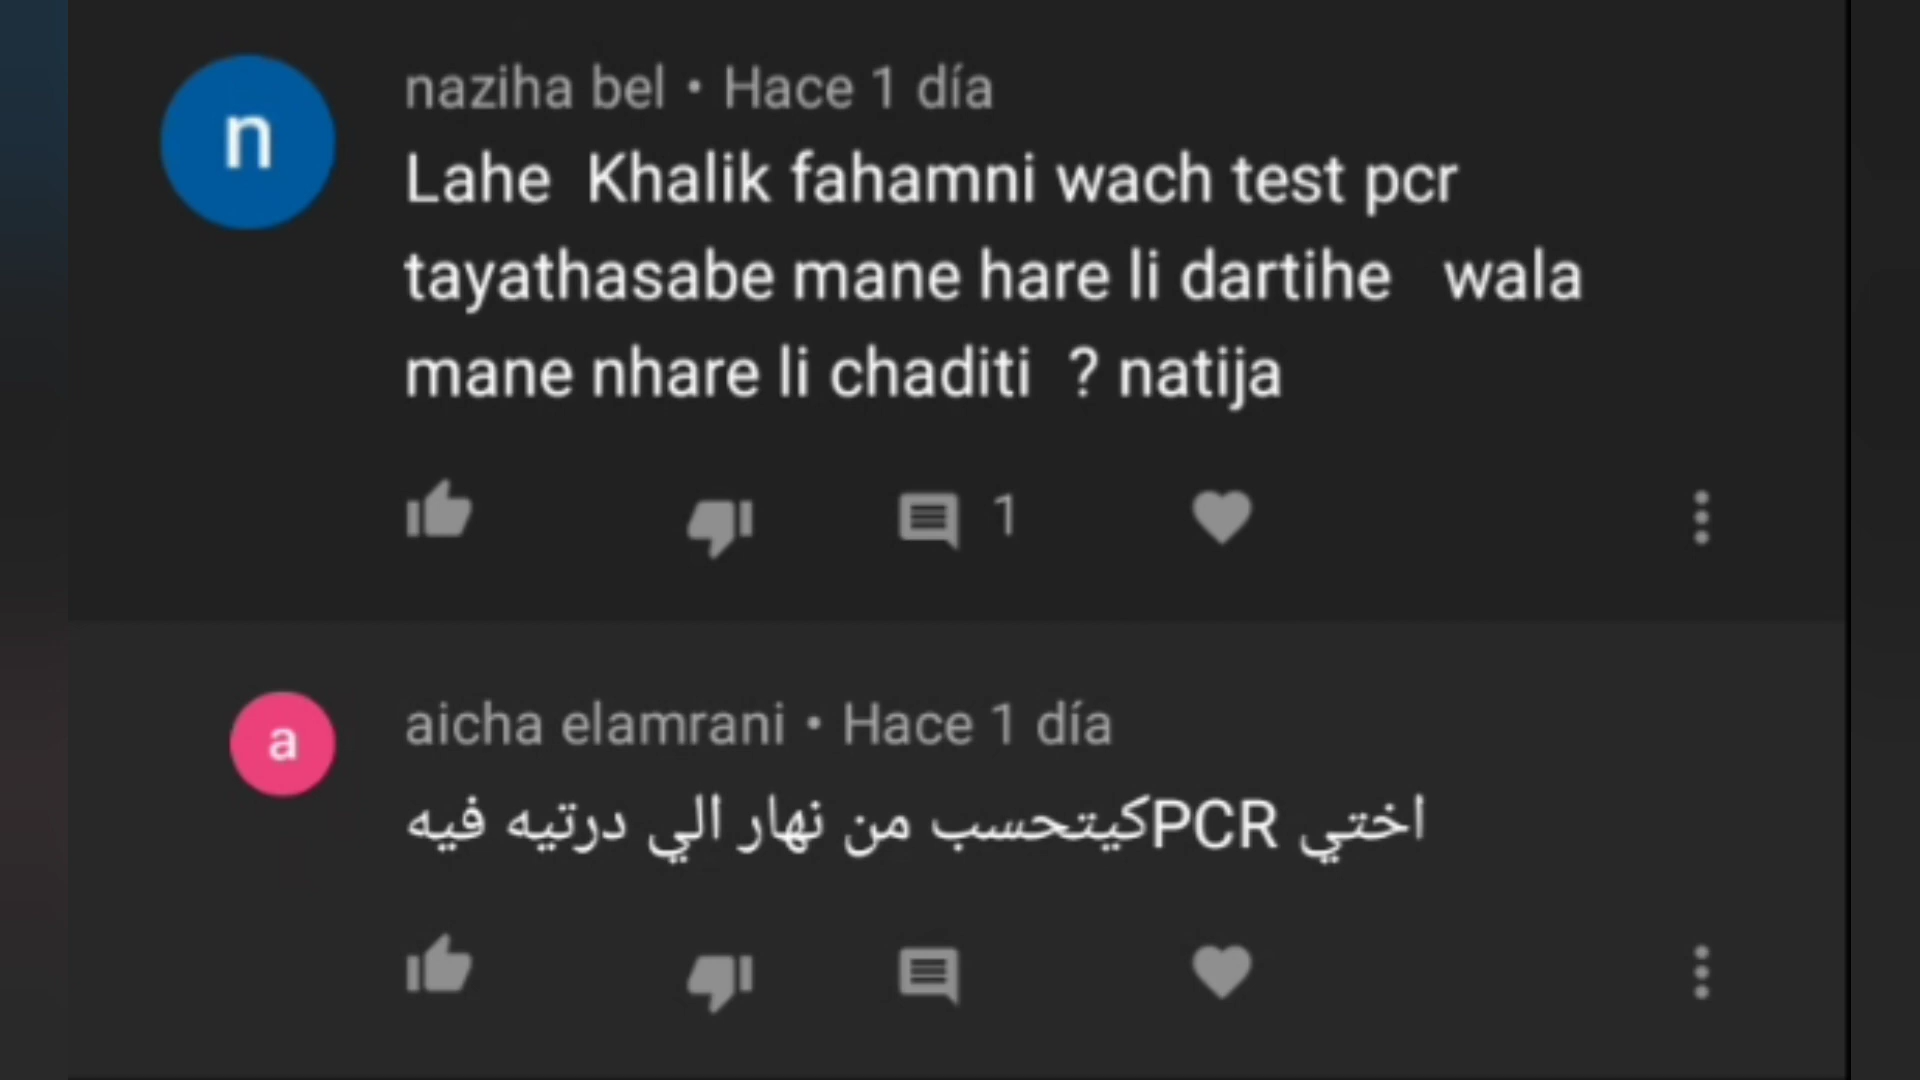 n
naziha bel • Hace 1 día
Lahe Khalik fahamni wach test pcr
tayathasabe mane hare li dartihe wala
mane nhare li chaditi ? natija
1
a
aicha elamrani • Hace 1 día
اختي PCRكيتحسب من نهار الي درتيه فيه